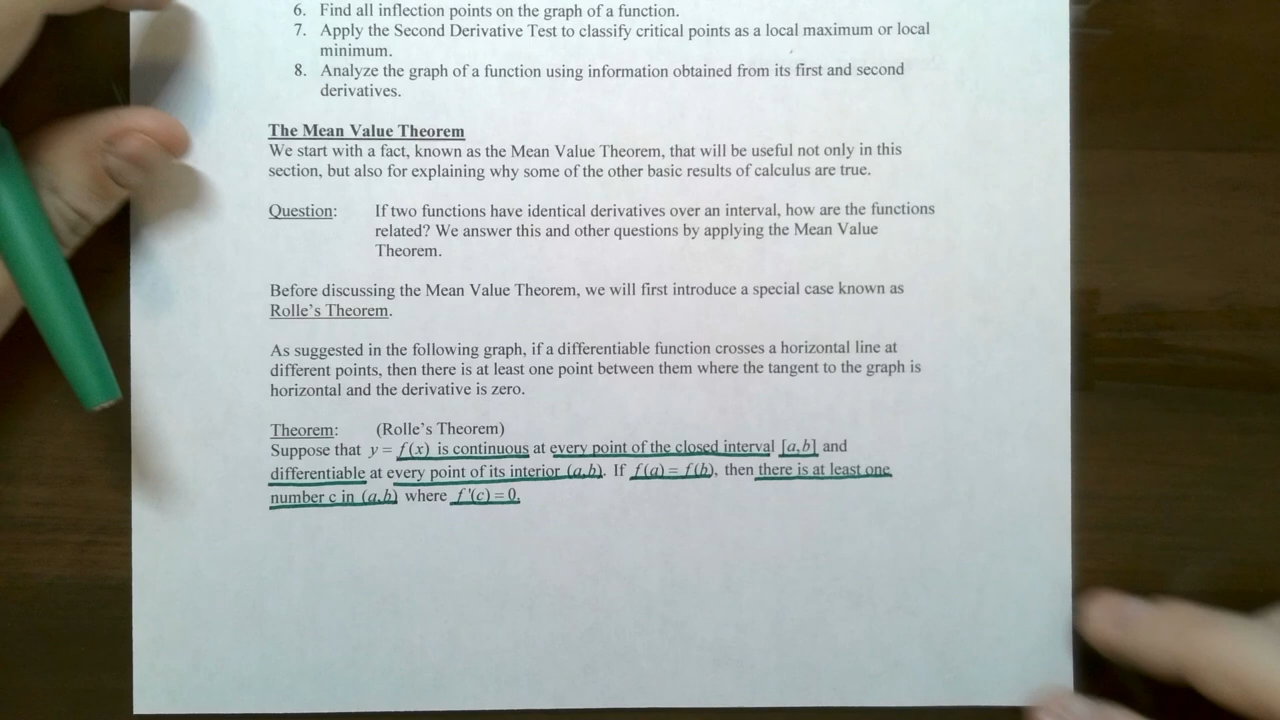 6. Find all inflection points on the graph of a function.
7. Apply the Second Derivative Test to classify critical points as a local maximum or local
minimum.
8. Analyze the graph of a function using information obtained from its first and second
derivatives.
The Mean Value Theorem
We start with a fact, known as the Mean Value Theorem, that will be useful not only in this
section, but also for explaining why some of the other basic results of calculus are true.
Question: If two functions have identical derivatives over an interval, how are the functions
related? We answer this and other questions by applying the Mean Value
Theorem.
Before discussing the Mean Value Theorem, we will first introduce a special case known as
Rolle's Theorem.
As suggested in the following graph, if a differentiable function crosses a horizontal line at
different points, then there is at least one point between them where the tangent to the graph is
horizontal and the derivative is zero.
Theorem: (Rolle's Theorem)
Suppose that y = f(x) is continuous at every point of the closed interval [a,b] and
differentiable at every point of its interior (a,b). If f(a) = f(b), then there is at least one
number c in (a,b) where f'(c) = 0.